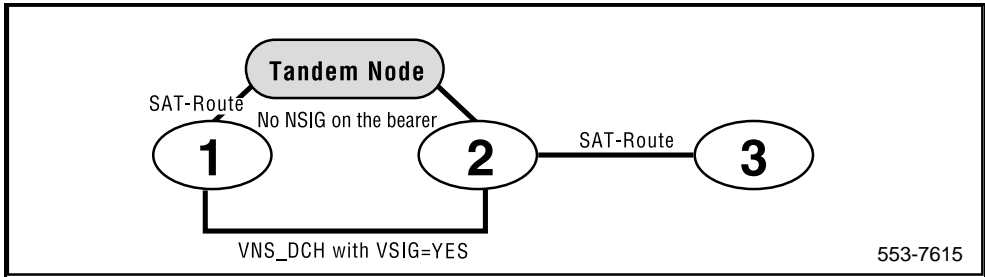 Tandem Node
SAT-Route
No NSIG on the bearer
1
2
SAT-Route
3
VNS_DCH with VSIG=YES
553-7615